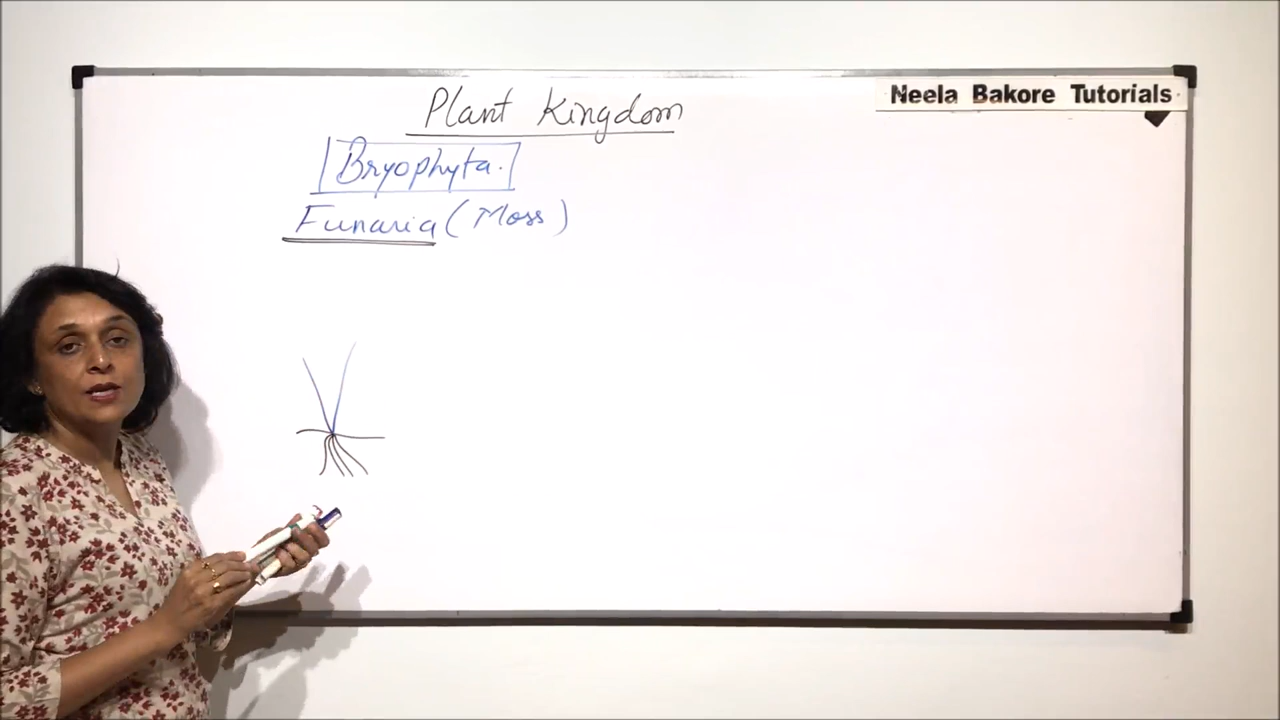 Neela Bakore Tutorials
Plant Kingdom
Bryophyta.
Funaria (Moss)